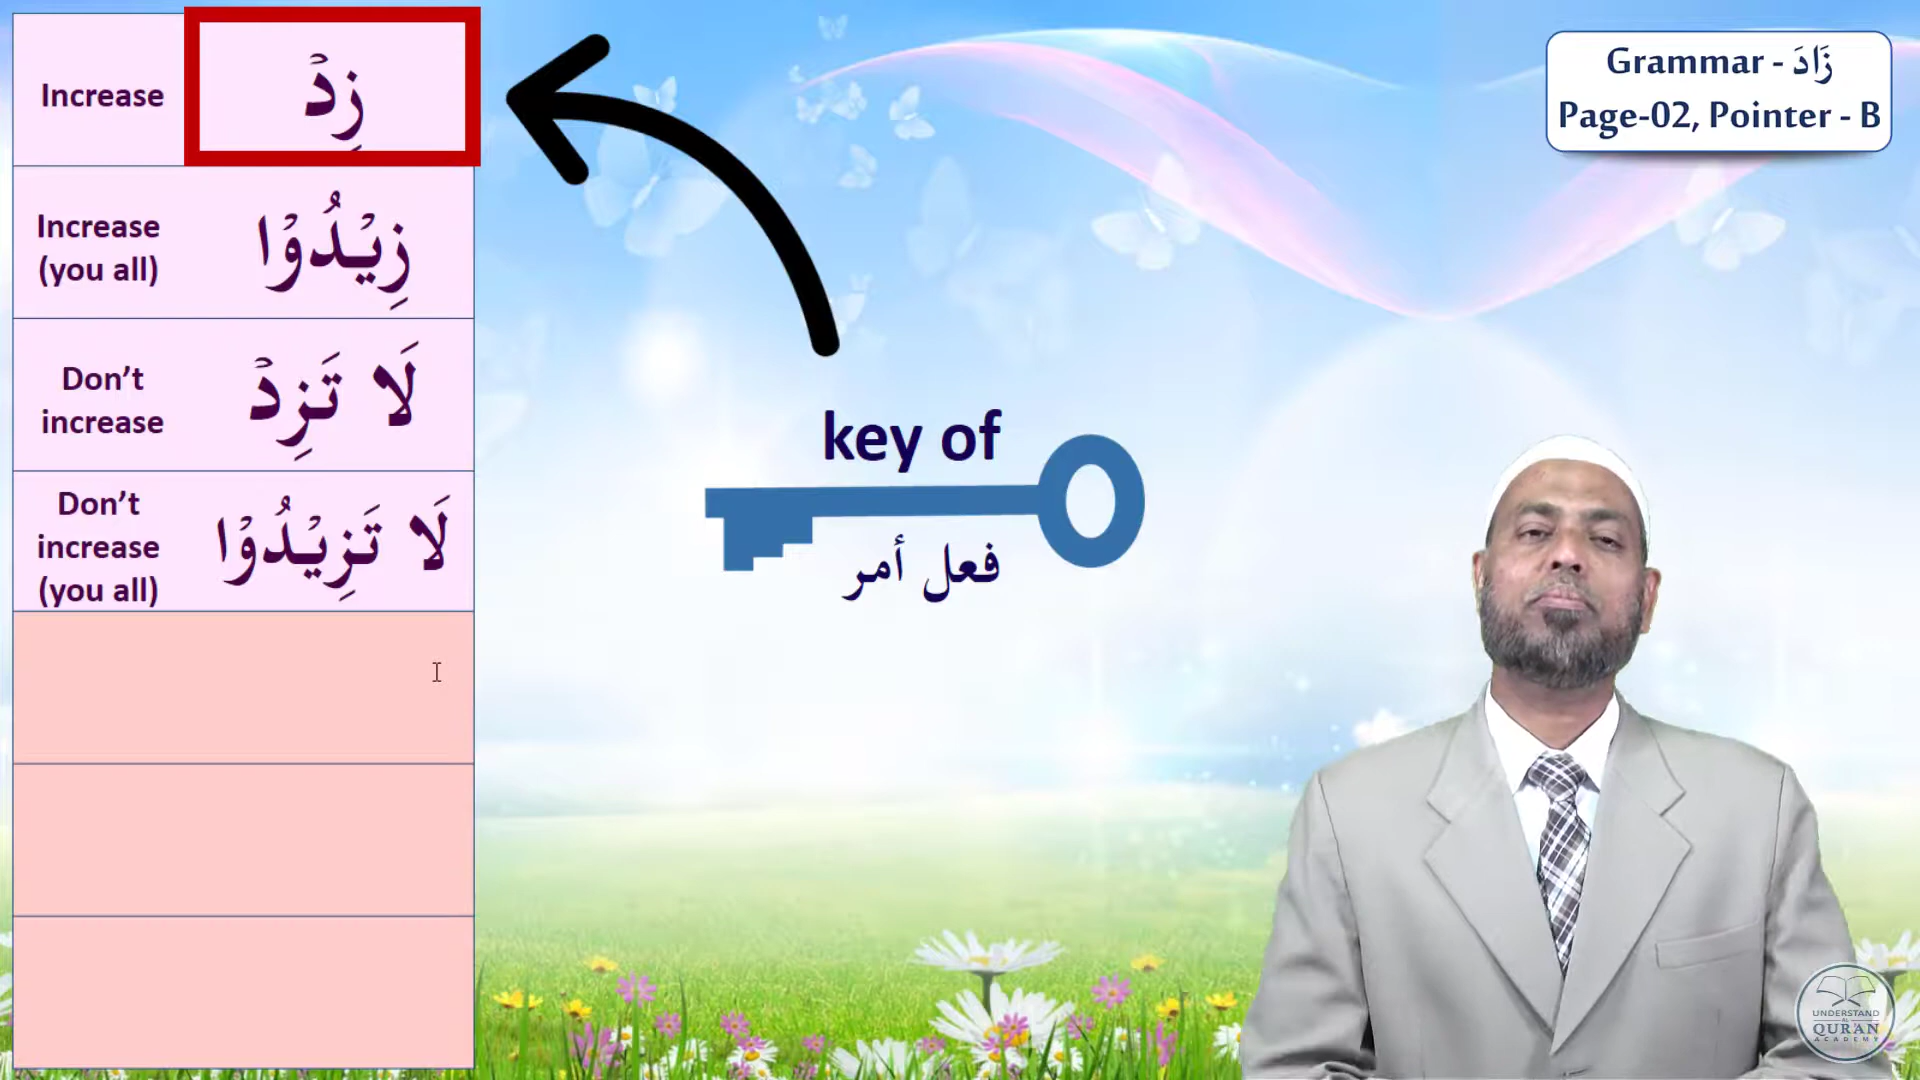 Increase
زِدْ
Increase
(you all)
زِيْدُوْا
Don't
increase
لَا تَزِدْ
Don't
increase
(you all)
لَا تَزِيْدُوْا
key of
فعل أمر
Grammar - زَادَ
Page-02, Pointer - B
UNDERSTAND
AL
QURAN
ACADEMY